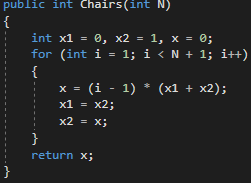 public int Chairs(int N)
{
int x1 = 0, x2 = 1, x = 0;
for (int i = 1; i < N + 1; i++)
{
x = (i - 1) * (x1 + x2);
x1 = x2;
x2 = x;
}
return x;
}